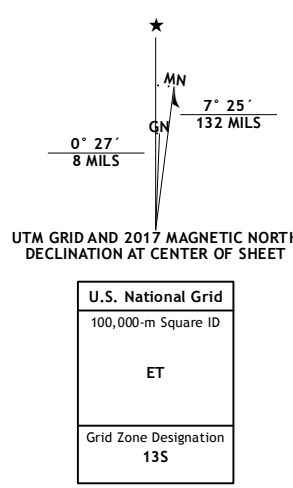 ★
MN
7° 25´
132 MILS
GN
0° 27´
8 MILS
UTM GRID AND 2017 MAGNETIC NORTH
DECLINATION AT CENTER OF SHEET
U.S. National Grid
100,000-m Square ID
ET
Grid Zone Designation
13S